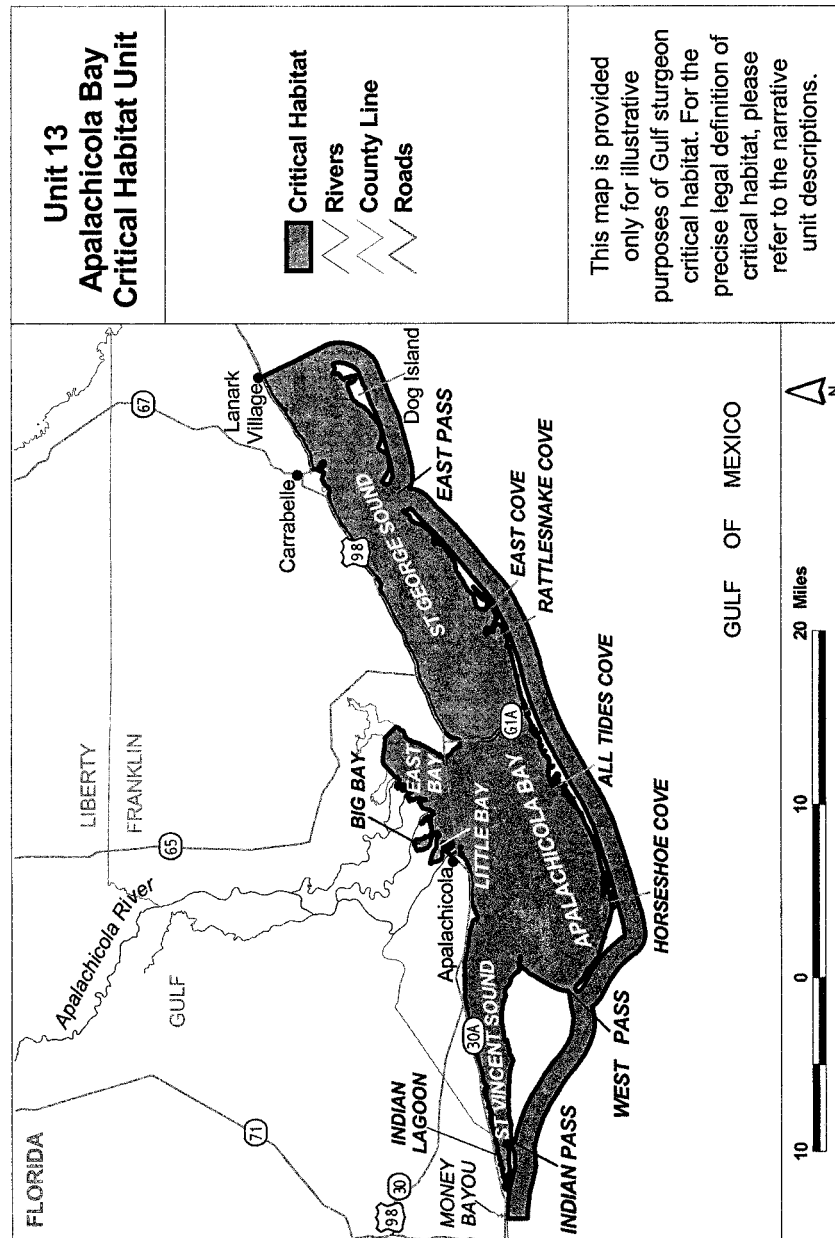 Unit 13
Apalachicola Bay
Critical Habitat Unit
Critical Habitat
Rivers
County Line
Roads
This map is provided
only for illustrative
purposes of Gulf sturgeon
critical habitat. For the
precise legal definition of
critical habitat, please
refer to the narrative
unit descriptions.
FLORIDA
71
98
30
MONEY
BAYOU
INDIAN
LAGOON
INDIAN PASS
30A
ST VINCENT SOUND
WEST PASS
GULF
Apalachicola River
LIBERTY
FRANKLIN
65
Apalachicola
BIG BAY
EAST
BAY
LITTLE BAY
APALACHICOLA BAY
HORSESHOE COVE
ALL TIDES COVE
G1A
RATTLESNAKE COVE
EAST COVE
ST GEORGE SOUND
98
EAST PASS
Dog Island
Carrabelle
Lanark
Village
67
GULF OF MEXICO
10
0
10
20 Miles
N